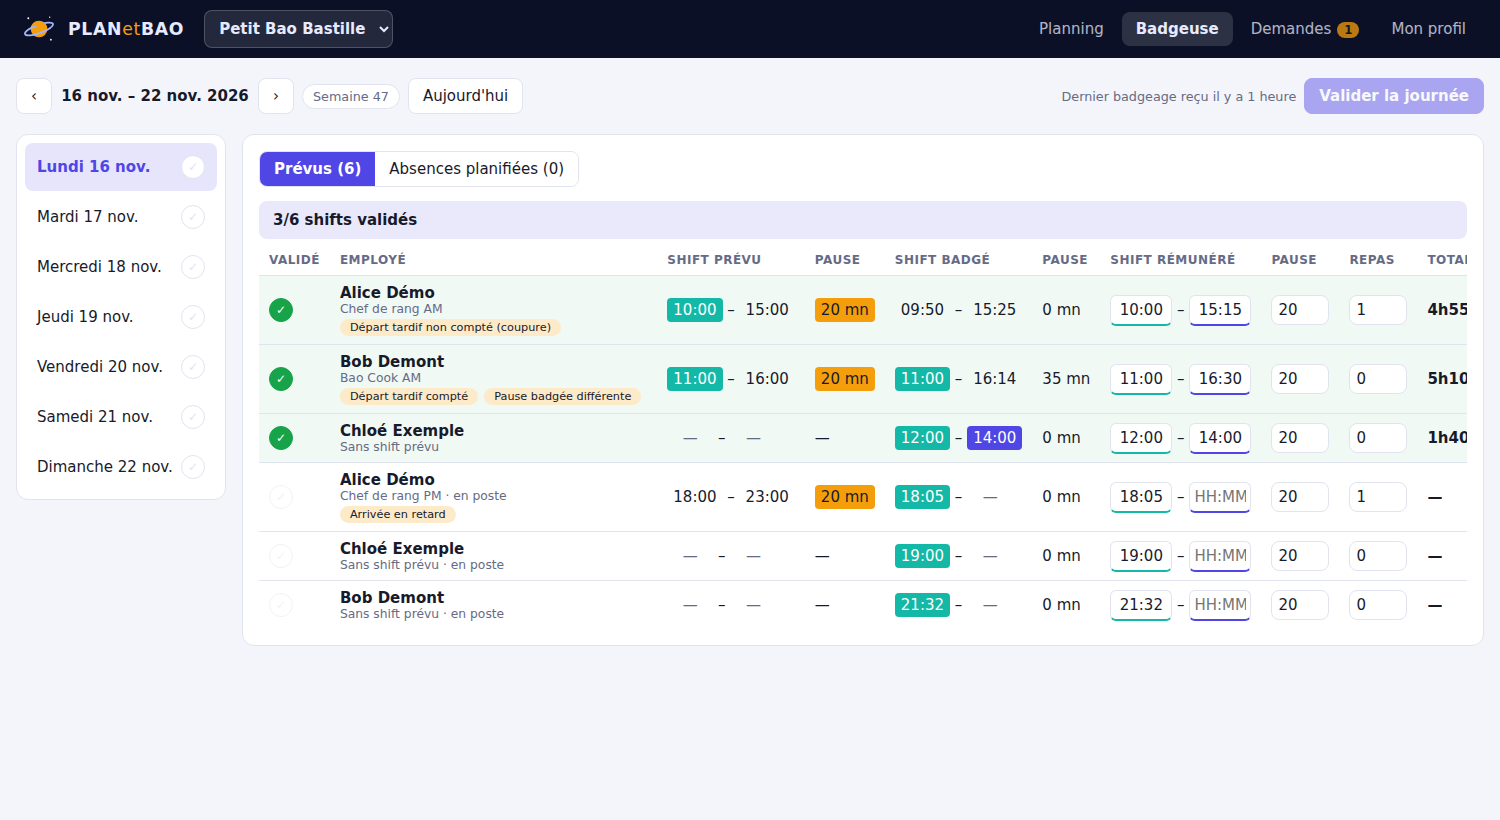 PLANetBAO Petit Bao Bastille Planning Badgeuse Demandes 1 Mon profil
‹ 16 nov. – 22 nov. 2026 › Semaine 47 Aujourd'hui Dernier badgeage reçu il y a 1 heure Valider la journée
Lundi 16 nov. ✓
Mardi 17 nov. ✓
Mercredi 18 nov. ✓
Jeudi 19 nov. ✓
Vendredi 20 nov. ✓
Samedi 21 nov. ✓
Dimanche 22 nov. ✓
Prévus (6) Absences planifiées (0)
3/6 shifts validés
VALIDÉ EMPLOYÉ SHIFT PRÉVU PAUSE SHIFT BADGÉ PAUSE SHIFT RÉMUNÉRÉ PAUSE REPAS TOTAL
Alice Démo
Chef de rang AM
Départ tardif non compté (coupure)
✓ 10:00 – 15:00 20 mn 09:50 – 15:25 0 mn 10:00 – 15:15 20 1 4h55
Bob Demont
Bao Cook AM
Départ tardif compté Pause badgée différente
✓ 11:00 – 16:00 20 mn 11:00 – 16:14 35 mn 11:00 – 16:30 20 0 5h10
Chloé Exemple
Sans shift prévu
✓ — – — — 12:00 – 14:00 0 mn 12:00 – 14:00 20 0 1h40
Alice Démo
Chef de rang PM · en poste
Arrivée en retard
✓ 18:00 – 23:00 20 mn 18:05 – — 0 mn 18:05 – HH:MM 20 1 —
Chloé Exemple
Sans shift prévu · en poste
✓ — – — — 19:00 – — 0 mn 19:00 – HH:MM 20 0 —
Bob Demont
Sans shift prévu · en poste
✓ — – — — 21:32 – — 0 mn 21:32 – HH:MM 20 0 —